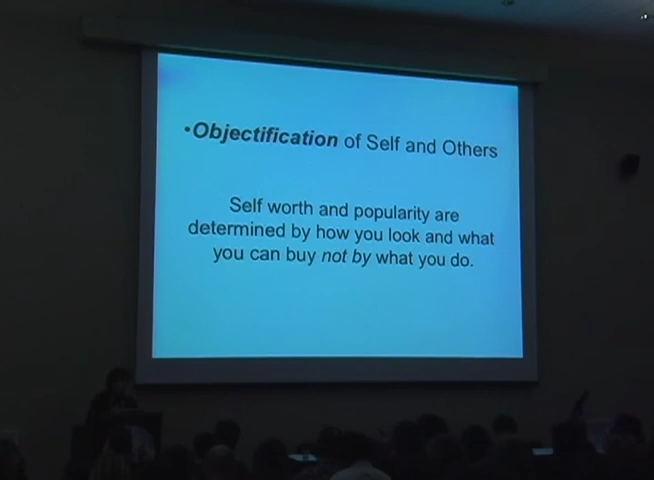 •Objectification of Self and Others
Self worth and popularity are
determined by how you look and what
you can buy not by what you do.